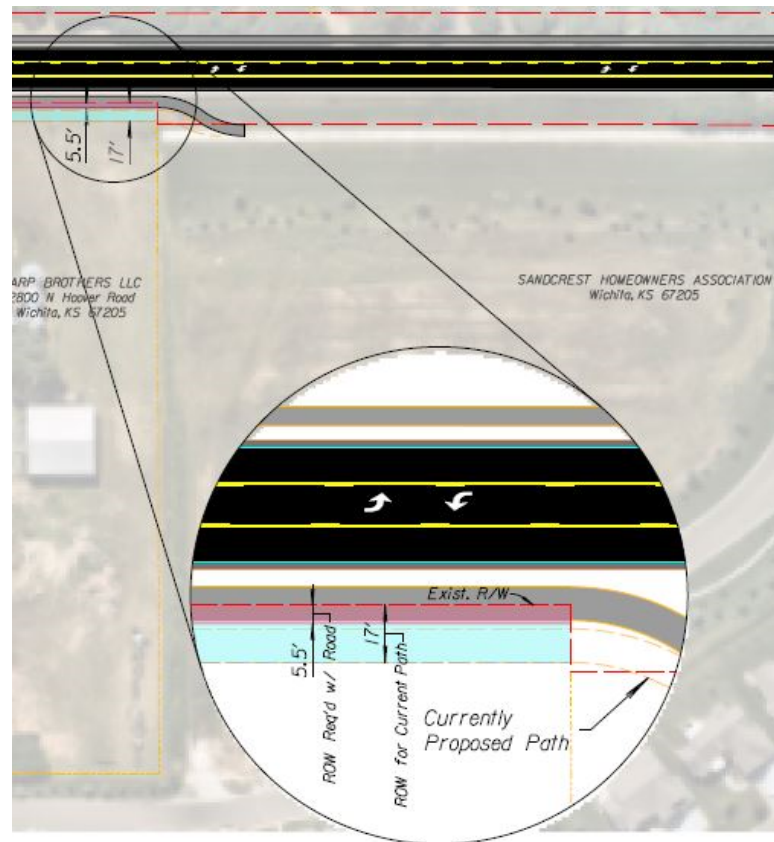 5.5'
17'
ARP BROTHERS LLC
2800 N Hoover Road
Wichita, KS 67205
SANDCREST HOMEOWNERS ASSOCIATION
Wichita, KS 67205
Exist. R/W
5.5'
ROW Req'd w/ Road
17'
ROW for Current Path
Currently
Proposed Path